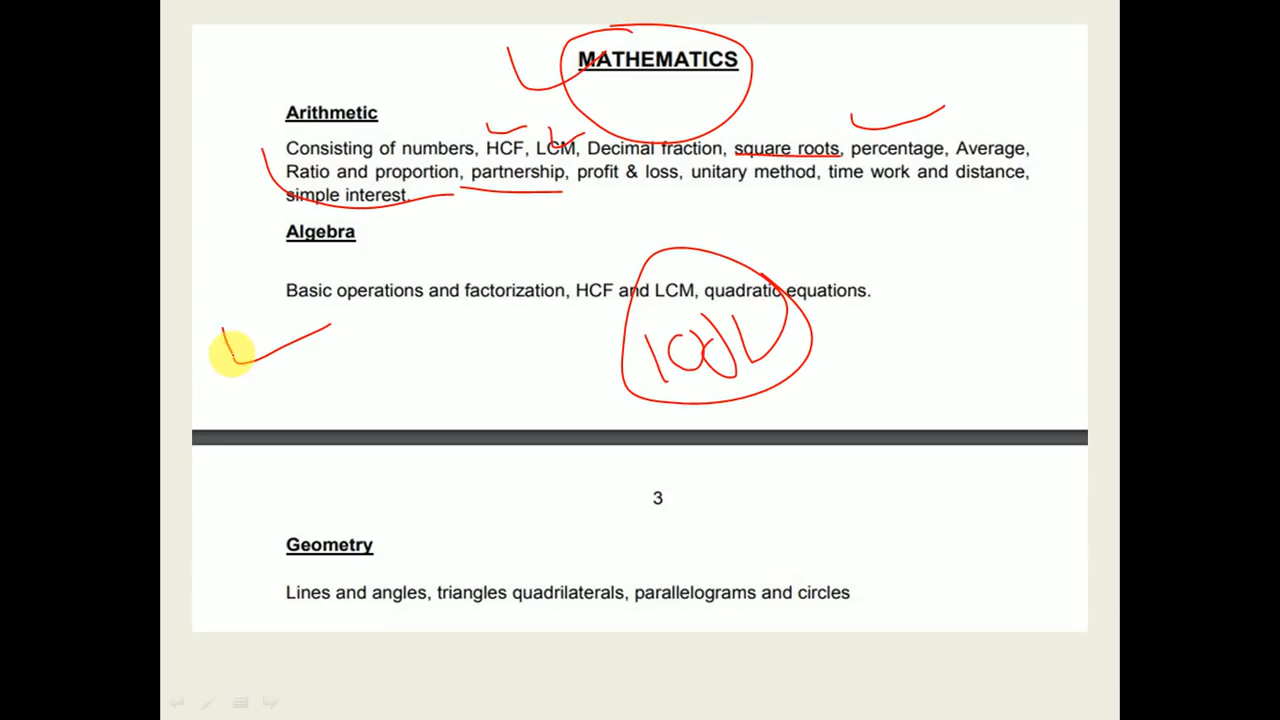 MATHEMATICS
Arithmetic
Consisting of numbers, HCF, LCM, Decimal fraction, square roots, percentage, Average,
Ratio and proportion, partnership, profit & loss, unitary method, time work and distance,
simple interest.
Algebra
Basic operations and factorization, HCF and LCM, quadratic equations.
3
Geometry
Lines and angles, triangles quadrilaterals, parallelograms and circles